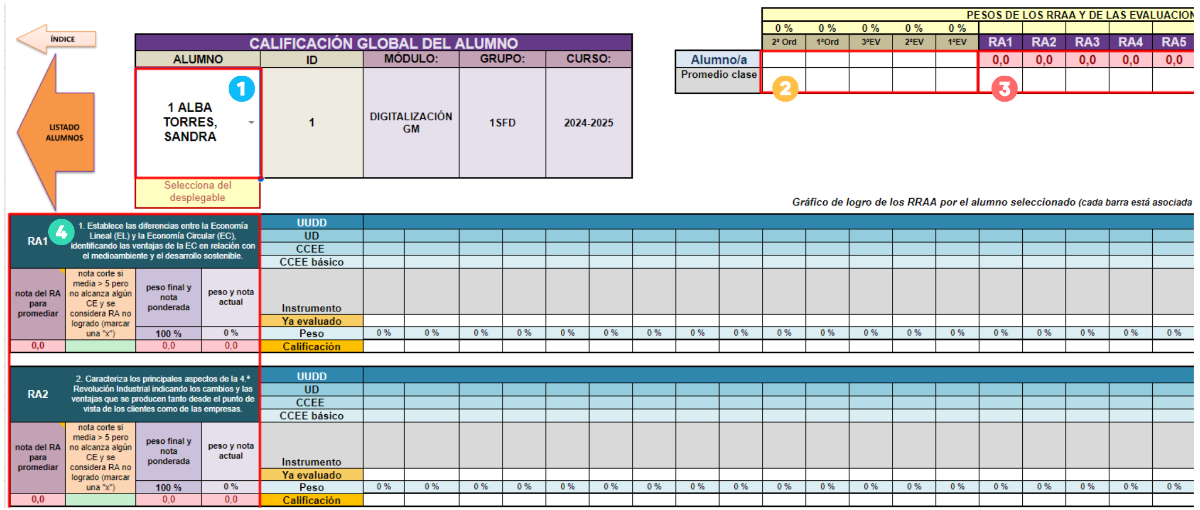 PESOS DE LOS RRAA Y DE LAS EVALUACION
0 % 0 % 0 % 0 % 0 %
2ª Ord 1ªOrd 3ªEV 2ªEV 1ªEV RA1 RA2 RA3 RA4 RA5
Alumno/a 0,0 0,0 0,0 0,0 0,0
Promedio clase
2 3
ÍNDICE
LISTADO
ALUMNOS
CALIFICACIÓN GLOBAL DEL ALUMNO
ALUMNO ID MÓDULO: GRUPO: CURSO:
1
1 ALBA
TORRES,
SANDRA
1
DIGITALIZACIÓN
GM
1SFD
2024-2025
Selecciona del
desplegable
Gráfico de logro de los RRAA por el alumno seleccionado (cada barra está asociada
RA1
4
1. Establece las diferencias entre la Economía
Lineal (EL) y la Economía Circular (EC),
identificando las ventajas de la EC en relación con
el medioambiente y el desarrollo sostenible.
UUDD
UD
CCEE
CCEE básico
nota del RA
para
promediar
nota corte si
media > 5 pero
no alcanza algún
CE y se
considera RA no
logrado (marcar
una "x")
peso final y
nota
ponderada
peso y nota
actual
Instrumento
Ya evaluado
100 % 0 % Peso 0 % 0 % 0 % 0 % 0 % 0 % 0 % 0 % 0 % 0 % 0 % 0 % 0 % 0 % 0 % 0 % 0 % 0 % 0 %
0,0 0,0 0,0 Calificación
RA2
2. Caracteriza los principales aspectos de la 4.ª
Revolución Industrial indicando los cambios y las
ventajas que se producen tanto desde el punto de
vista de los clientes como de las empresas.
UUDD
UD
CCEE
CCEE básico
nota del RA
para
promediar
nota corte si
media > 5 pero
no alcanza algún
CE y se
considera RA no
logrado (marcar
una "x")
peso final y
nota
ponderada
peso y nota
actual
Instrumento
Ya evaluado
100 % 0 % Peso 0 % 0 % 0 % 0 % 0 % 0 % 0 % 0 % 0 % 0 % 0 % 0 % 0 % 0 % 0 % 0 % 0 % 0 % 0 %
0,0 0,0 0,0 Calificación